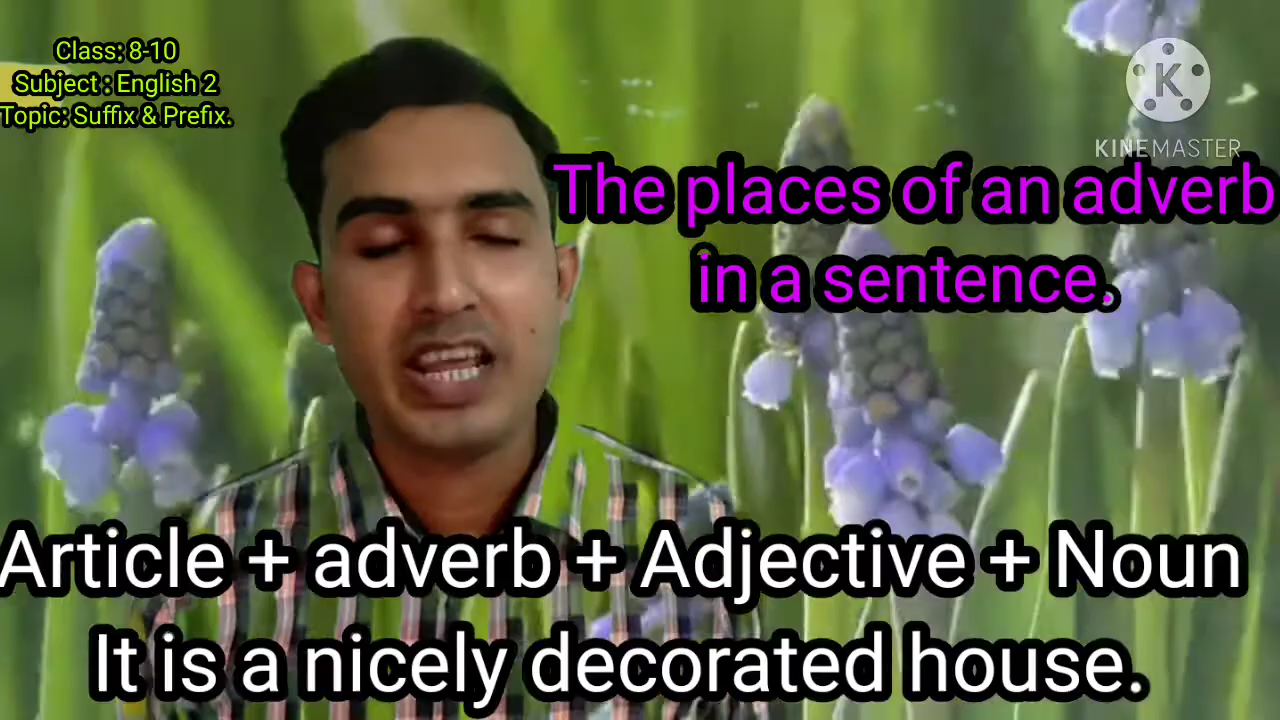 Class: 8-10
Subject : English 2
Topic: Suffix & Prefix.
K
KINEMASTER
The places of an adverb
in a sentence.
Article + adverb + Adjective + Noun
It is a nicely decorated house.